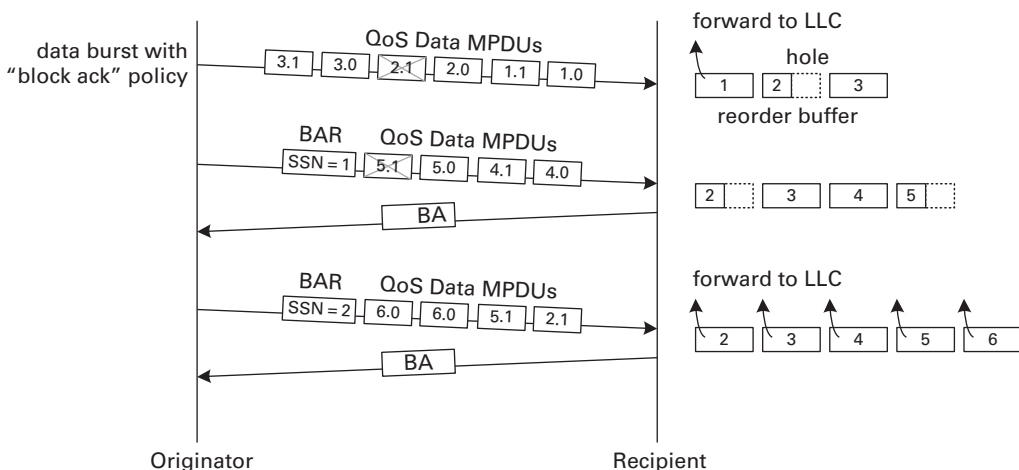 data burst with
“block ack” policy
QoS Data MPDUs
3.1 3.0 2.1 2.0 1.1 1.0
forward to LLC
hole
1 2 3
reorder buffer
BAR QoS Data MPDUs
SSN = 1 5.1 5.0 4.1 4.0
2 3 4 5
BA
BAR QoS Data MPDUs
SSN = 2 6.0 6.0 5.1 2.1
forward to LLC
2 3 4 5 6
BA
Originator Recipient